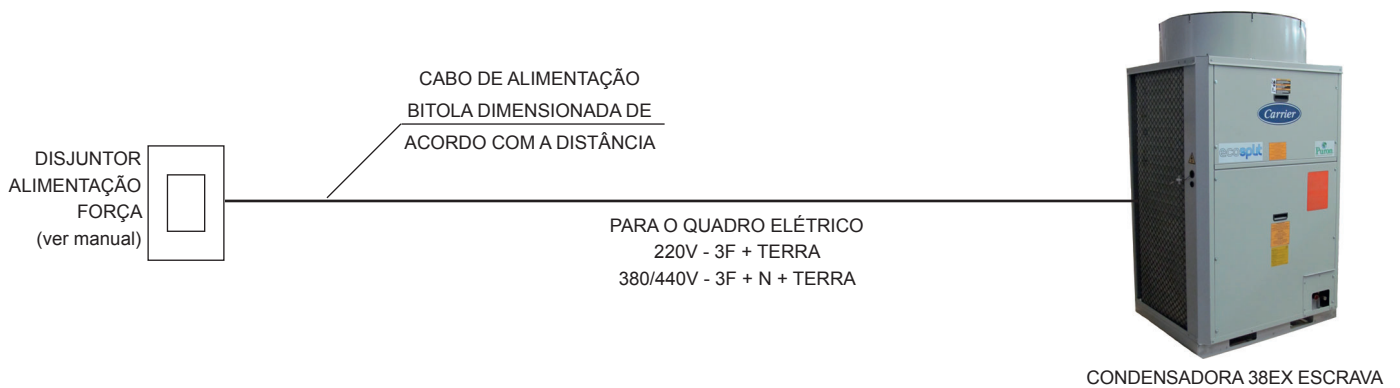 CABO DE ALIMENTAÇÃO
BITOLA DIMENSIONADA DE
ACORDO COM A DISTÂNCIA
DISJUNTOR
ALIMENTAÇÃO
FORÇA
(ver manual)
PARA O QUADRO ELÉTRICO
220V - 3F + TERRA
380/440V - 3F + N + TERRA
Carrier
ecosplit
Puron
CONDENSADORA 38EX ESCRAVA